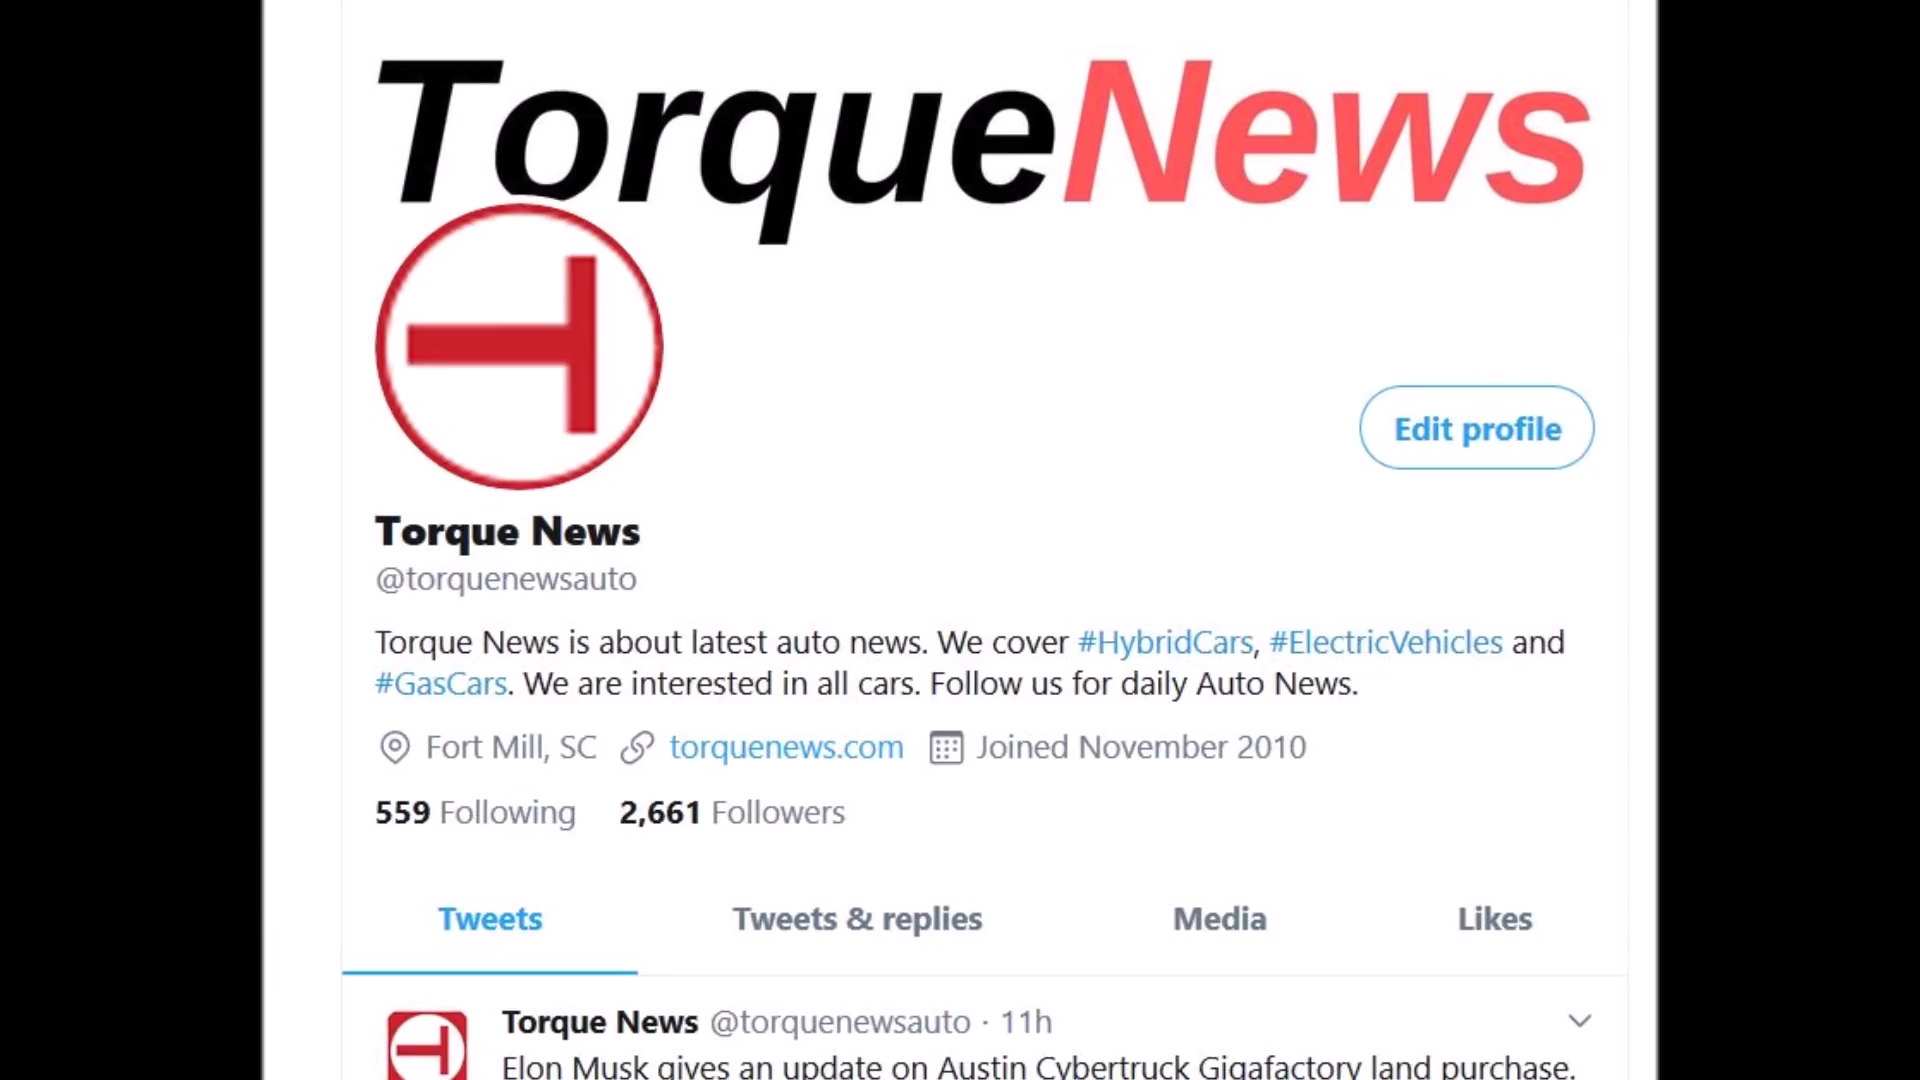 TorqueNews
T
Edit profile
Torque News
@torquenewsauto
Torque News is about latest auto news. We cover #HybridCars, #ElectricVehicles and
#GasCars. We are interested in all cars. Follow us for daily Auto News.
Fort Mill, SC torquenews.com Joined November 2010
559 Following 2,661 Followers
Tweets Tweets & replies Media Likes
T
Torque News @torquenewsauto · 11h
Elon Musk gives an update on Austin Cybertruck Gigafactory land purchase.